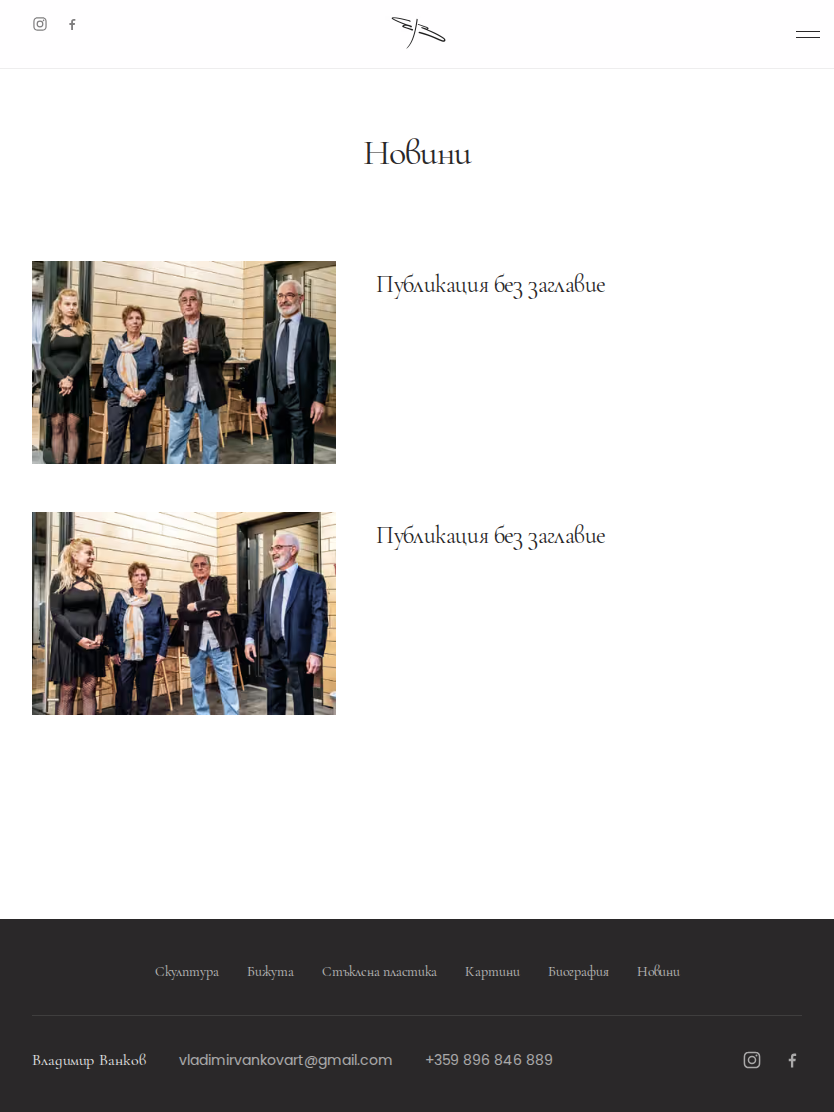 Новини
Публикация без заглавие
Публикация без заглавие
Скулптура Бижута Стъклена пластика Картини Биография Новини
Владимир Ванков vladimirvankovart@gmail.com +359 896 846 889